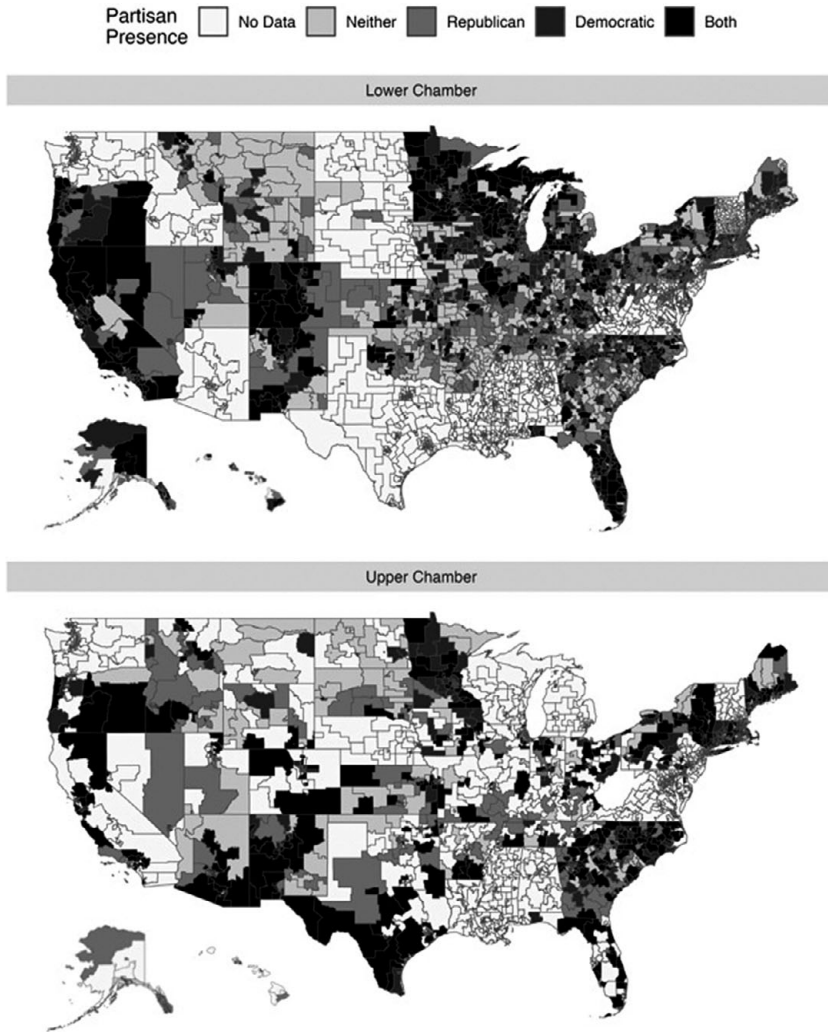 Partisan
Presence
No Data
Neither
Republican
Democratic
Both
Lower Chamber
Upper Chamber